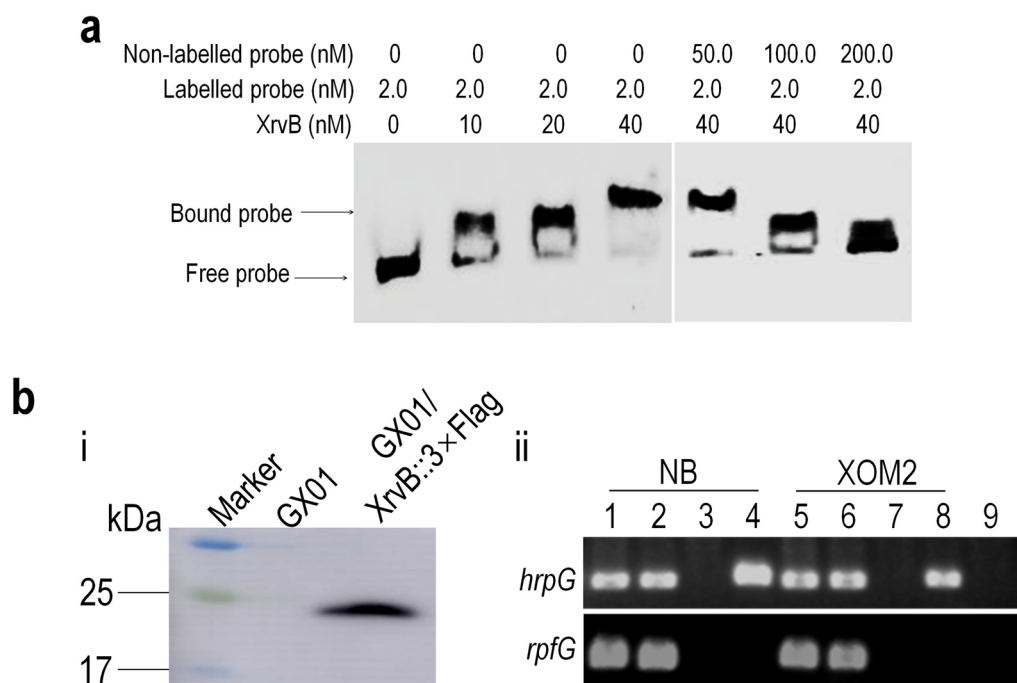 a
Non-labelled probe (nM) 0 0 0 0 50.0 100.0 200.0
Labelled probe (nM) 2.0 2.0 2.0 2.0 2.0 2.0 2.0
XrvB (nM) 0 10 20 40 40 40 40
Bound probe
Free probe
b
i
kDa
Marker
GX01
GX01/
XrvB::3×Flag
25
17
ii
NB XOM2
1 2 3 4 5 6 7 8 9
hrpG
rpfG